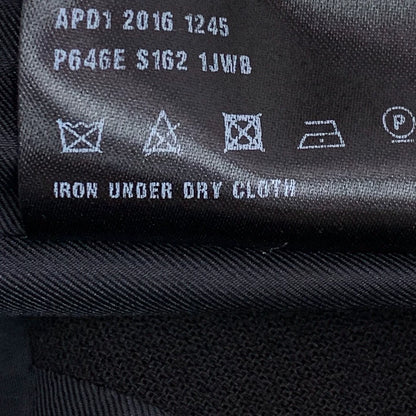 APD1 2016 1245
P646E S162 1JWB
P
IRON UNDER DRY CLOTH